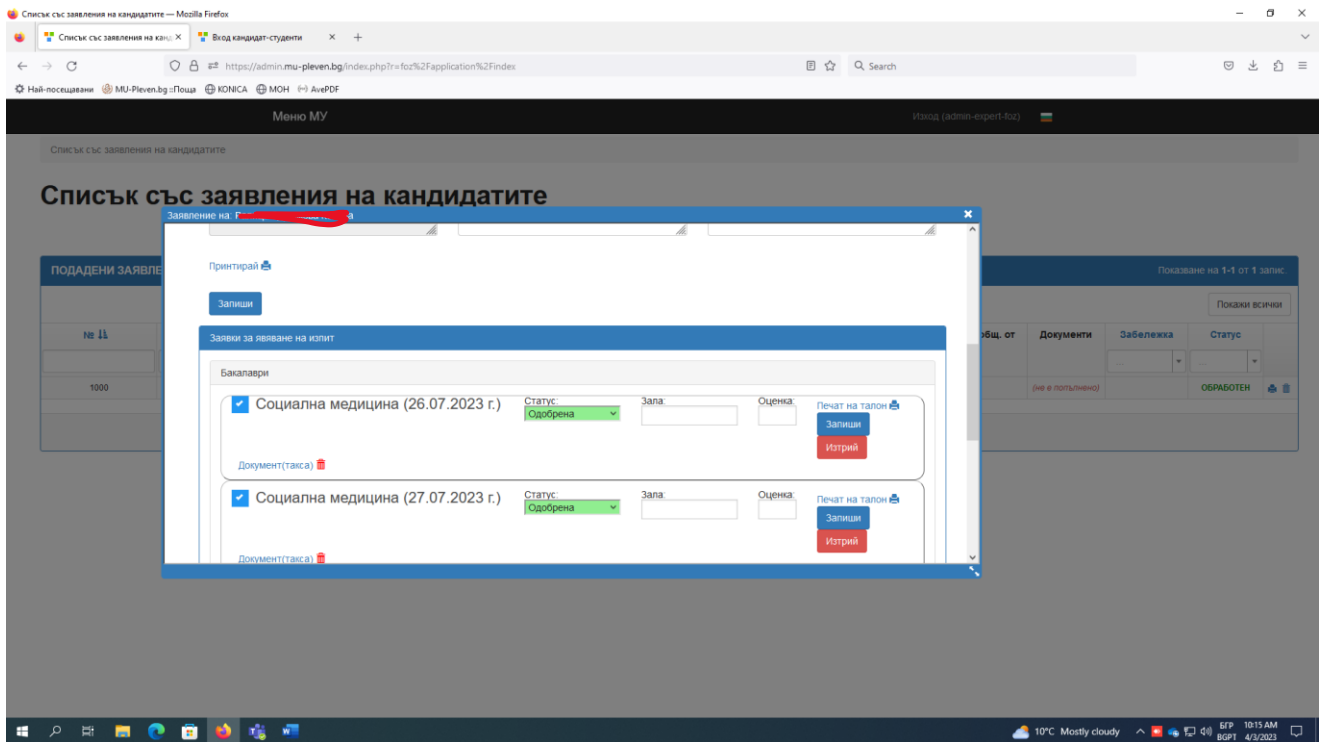 Списък със заявления на кандидатите — Mozilla Firefox
Списък със заявления на канд
Вход кандидат-студенти
https://admin.mu-pleven.bg/index.php?r=foz%2Fapplication%2Findex
Search
Най-посещавани MU-Pleven.bg ::Поща KONICA МОН AvePDF
Меню МУ Изход (admin-expert-foz)
Списък със заявления на кандидатите
Списък със заявления на кандидатите
Заявление на:
ПОДАДЕНИ ЗАЯВЛЕ
Показване на 1-1 от 1 запис.
Принтирай
Покажи всички
Запиши
№
Заявки за явяване на изпит
общ. от Документи Забележка Статус
Бакалаври
1000
(не е попълнено) ОБРАБОТЕН
Социална медицина (26.07.2023 г.) Статус: Зала: Оценка: Печат на талон
Одобрена
Запиши
Изтрий
Документ(такса)
Социална медицина (27.07.2023 г.) Статус: Зала: Оценка: Печат на талон
Одобрена
Запиши
Изтрий
Документ(такса)
10°C Mostly cloudy
БГР
BGPT
10:15 AM
4/3/2023